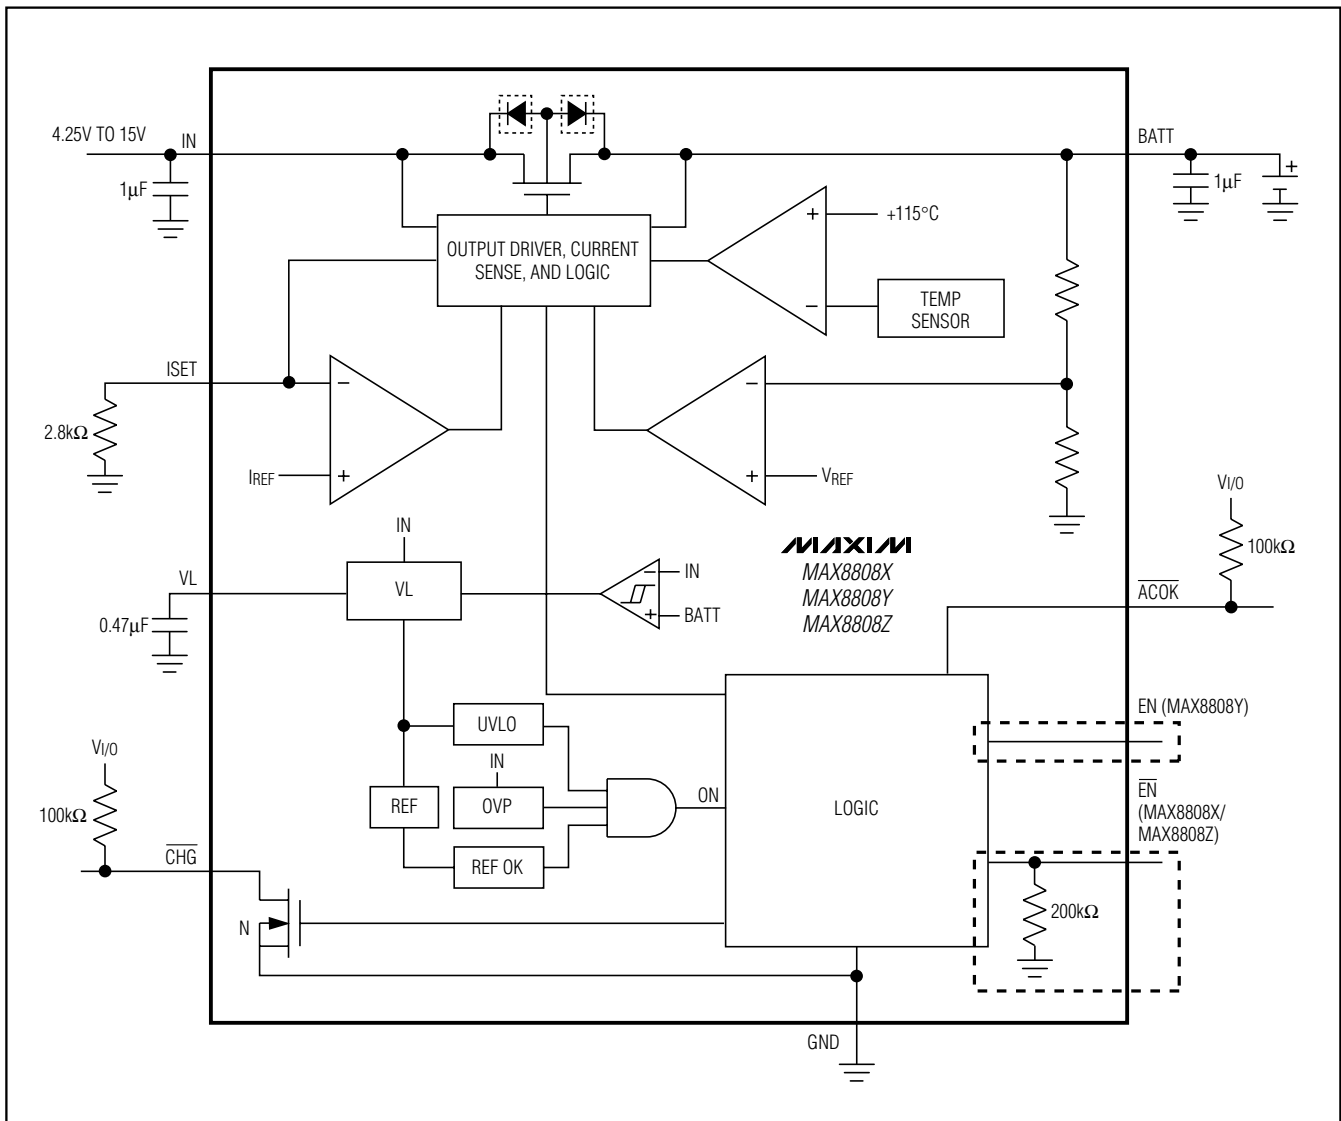 4.25V TO 15V
IN
BATT
1µF
1µF
+
+
+115°C
OUTPUT DRIVER, CURRENT
SENSE, AND LOGIC
−
TEMP
SENSOR
ISET
−
−
2.8kΩ
IREF
+
+
VREF
VI/O
IN
MAXIM
100kΩ
VL
VL
−
IN
MAX8808X
ACOK
+
BATT
MAX8808Y
0.47µF
MAX8808Z
EN (MAX8808Y)
UVLO
VI/O
IN
EN
(MAX8808X/
MAX8808Z)
100kΩ
REF
OVP
ON
LOGIC
CHG
REF OK
200kΩ
N
GND